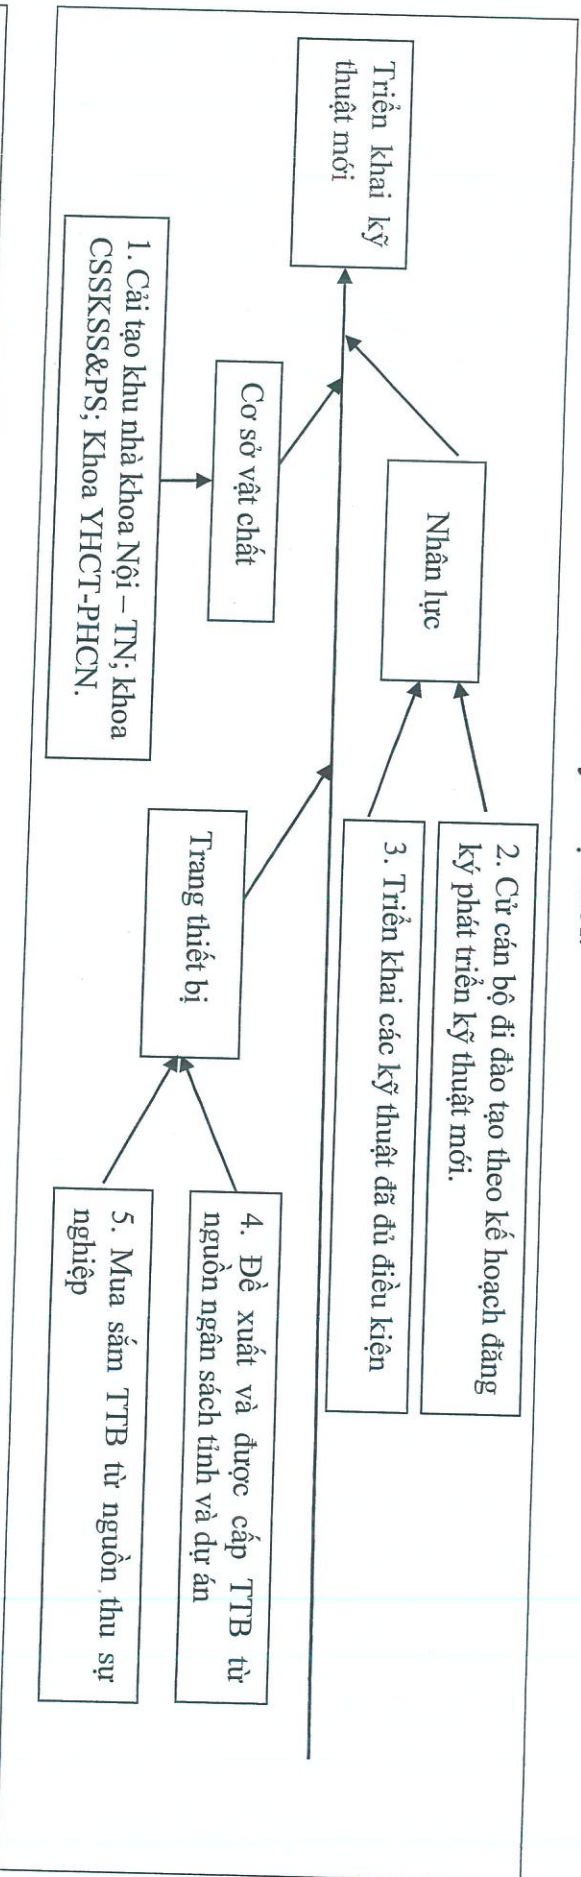 Triển khai kỹ
thuật mới
Nhân lực
2. Cử cán bộ đi đào tạo theo kế hoạch đăng
ký phát triển kỹ thuật mới.
3. Triển khai các kỹ thuật đã đủ điều kiện
Cơ sở vật chất
1. Cải tạo khu nhà khoa Nội – TN; khoa
CSSKSS&PS; Khoa YHCT-PHCN.
Trang thiết bị
4. Đề xuất và được cấp TTB từ
nguồn ngân sách tỉnh và dự án
5. Mua sắm TTB từ nguồn thu sự
nghiệp